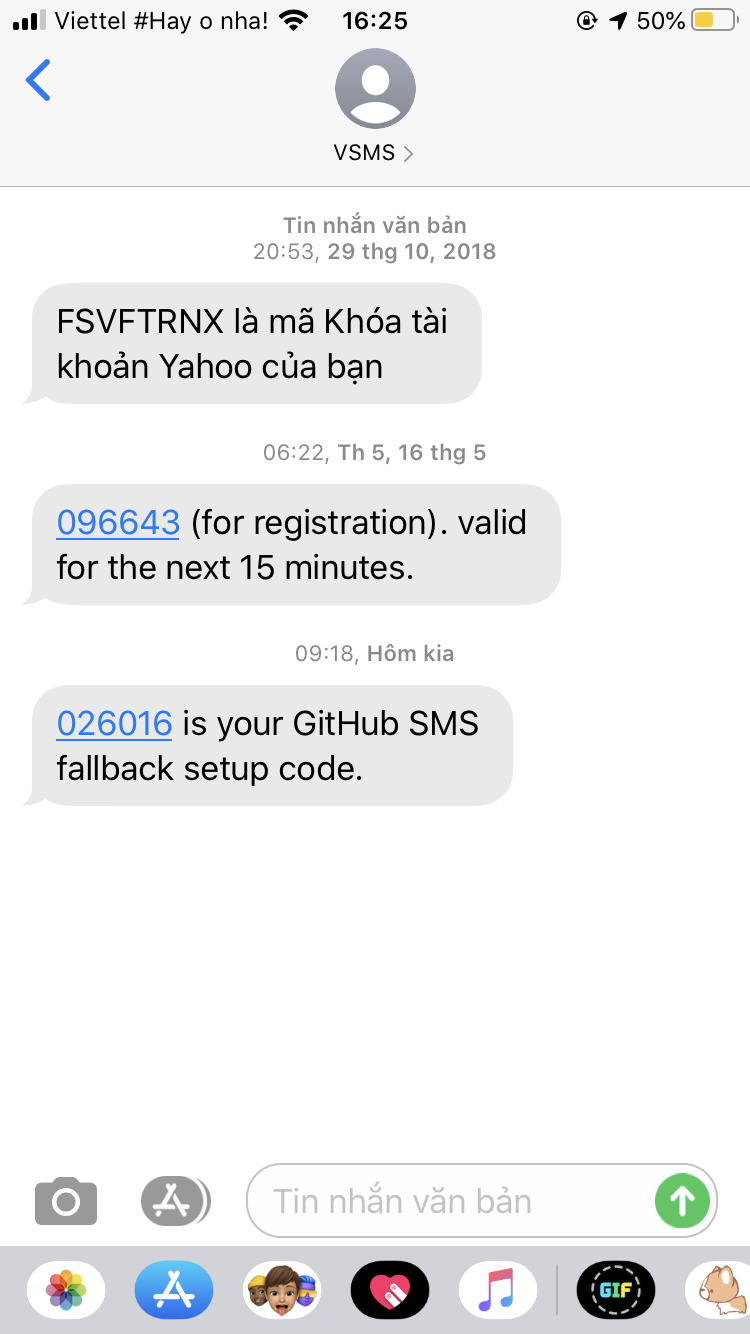 Viettel #Hay o nha! 16:25 50%
VSMS
Tin nhắn văn bản
20:53, 29 thg 10, 2018
FSVFTRNX là mã Khóa tài
khoản Yahoo của bạn
06:22, Th 5, 16 thg 5
096643 (for registration). valid
for the next 15 minutes.
09:18, Hôm kia
026016 is your GitHub SMS
fallback setup code.
Tin nhắn văn bản
GIF